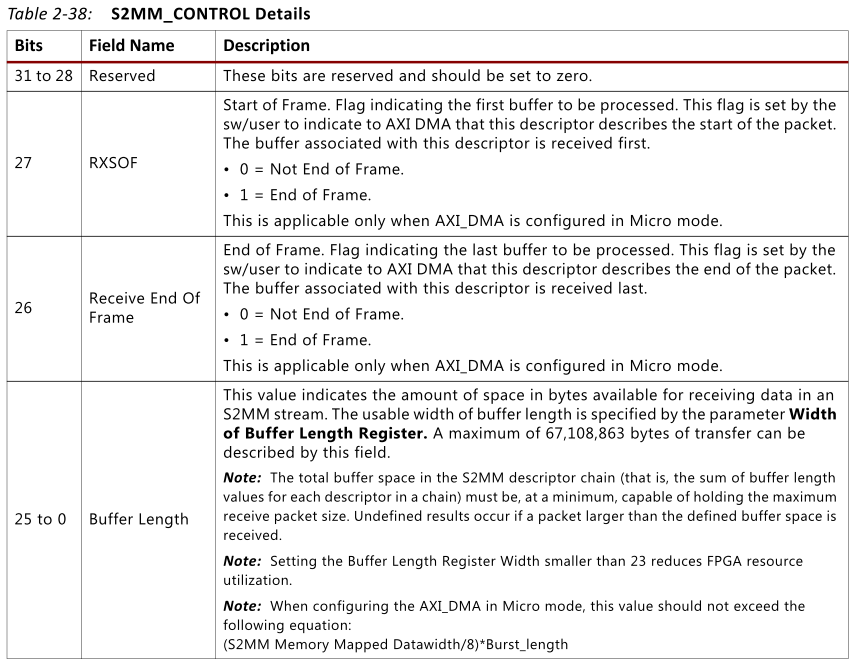 Table 2-38: S2MM_CONTROL Details
Bits Field Name Description
31 to 28 Reserved These bits are reserved and should be set to zero.
27 RXSOF
Start of Frame. Flag indicating the first buffer to be processed. This flag is set by the
sw/user to indicate to AXI DMA that this descriptor describes the start of the packet.
The buffer associated with this descriptor is received first.
• 0 = Not End of Frame.
• 1 = End of Frame.
This is applicable only when AXI_DMA is configured in Micro mode.
26 Receive End Of
Frame
End of Frame. Flag indicating the last buffer to be processed. This flag is set by the
sw/user to indicate to AXI DMA that this descriptor describes the end of the packet.
The buffer associated with this descriptor is received last.
• 0 = Not End of Frame.
• 1 = End of Frame.
This is applicable only when AXI_DMA is configured in Micro mode.
25 to 0 Buffer Length
This value indicates the amount of space in bytes available for receiving data in an
S2MM stream. The usable width of buffer length is specified by the parameter Width
of Buffer Length Register. A maximum of 67,108,863 bytes of transfer can be
described by this field.
Note: The total buffer space in the S2MM descriptor chain (that is, the sum of buffer length
values for each descriptor in a chain) must be, at a minimum, capable of holding the maximum
receive packet size. Undefined results occur if a packet larger than the defined buffer space is
received.
Note: Setting the Buffer Length Register Width smaller than 23 reduces FPGA resource
utilization.
Note: When configuring the AXI_DMA in Micro mode, this value should not exceed the
following equation:
(S2MM Memory Mapped Datawidth/8)*Burst_length